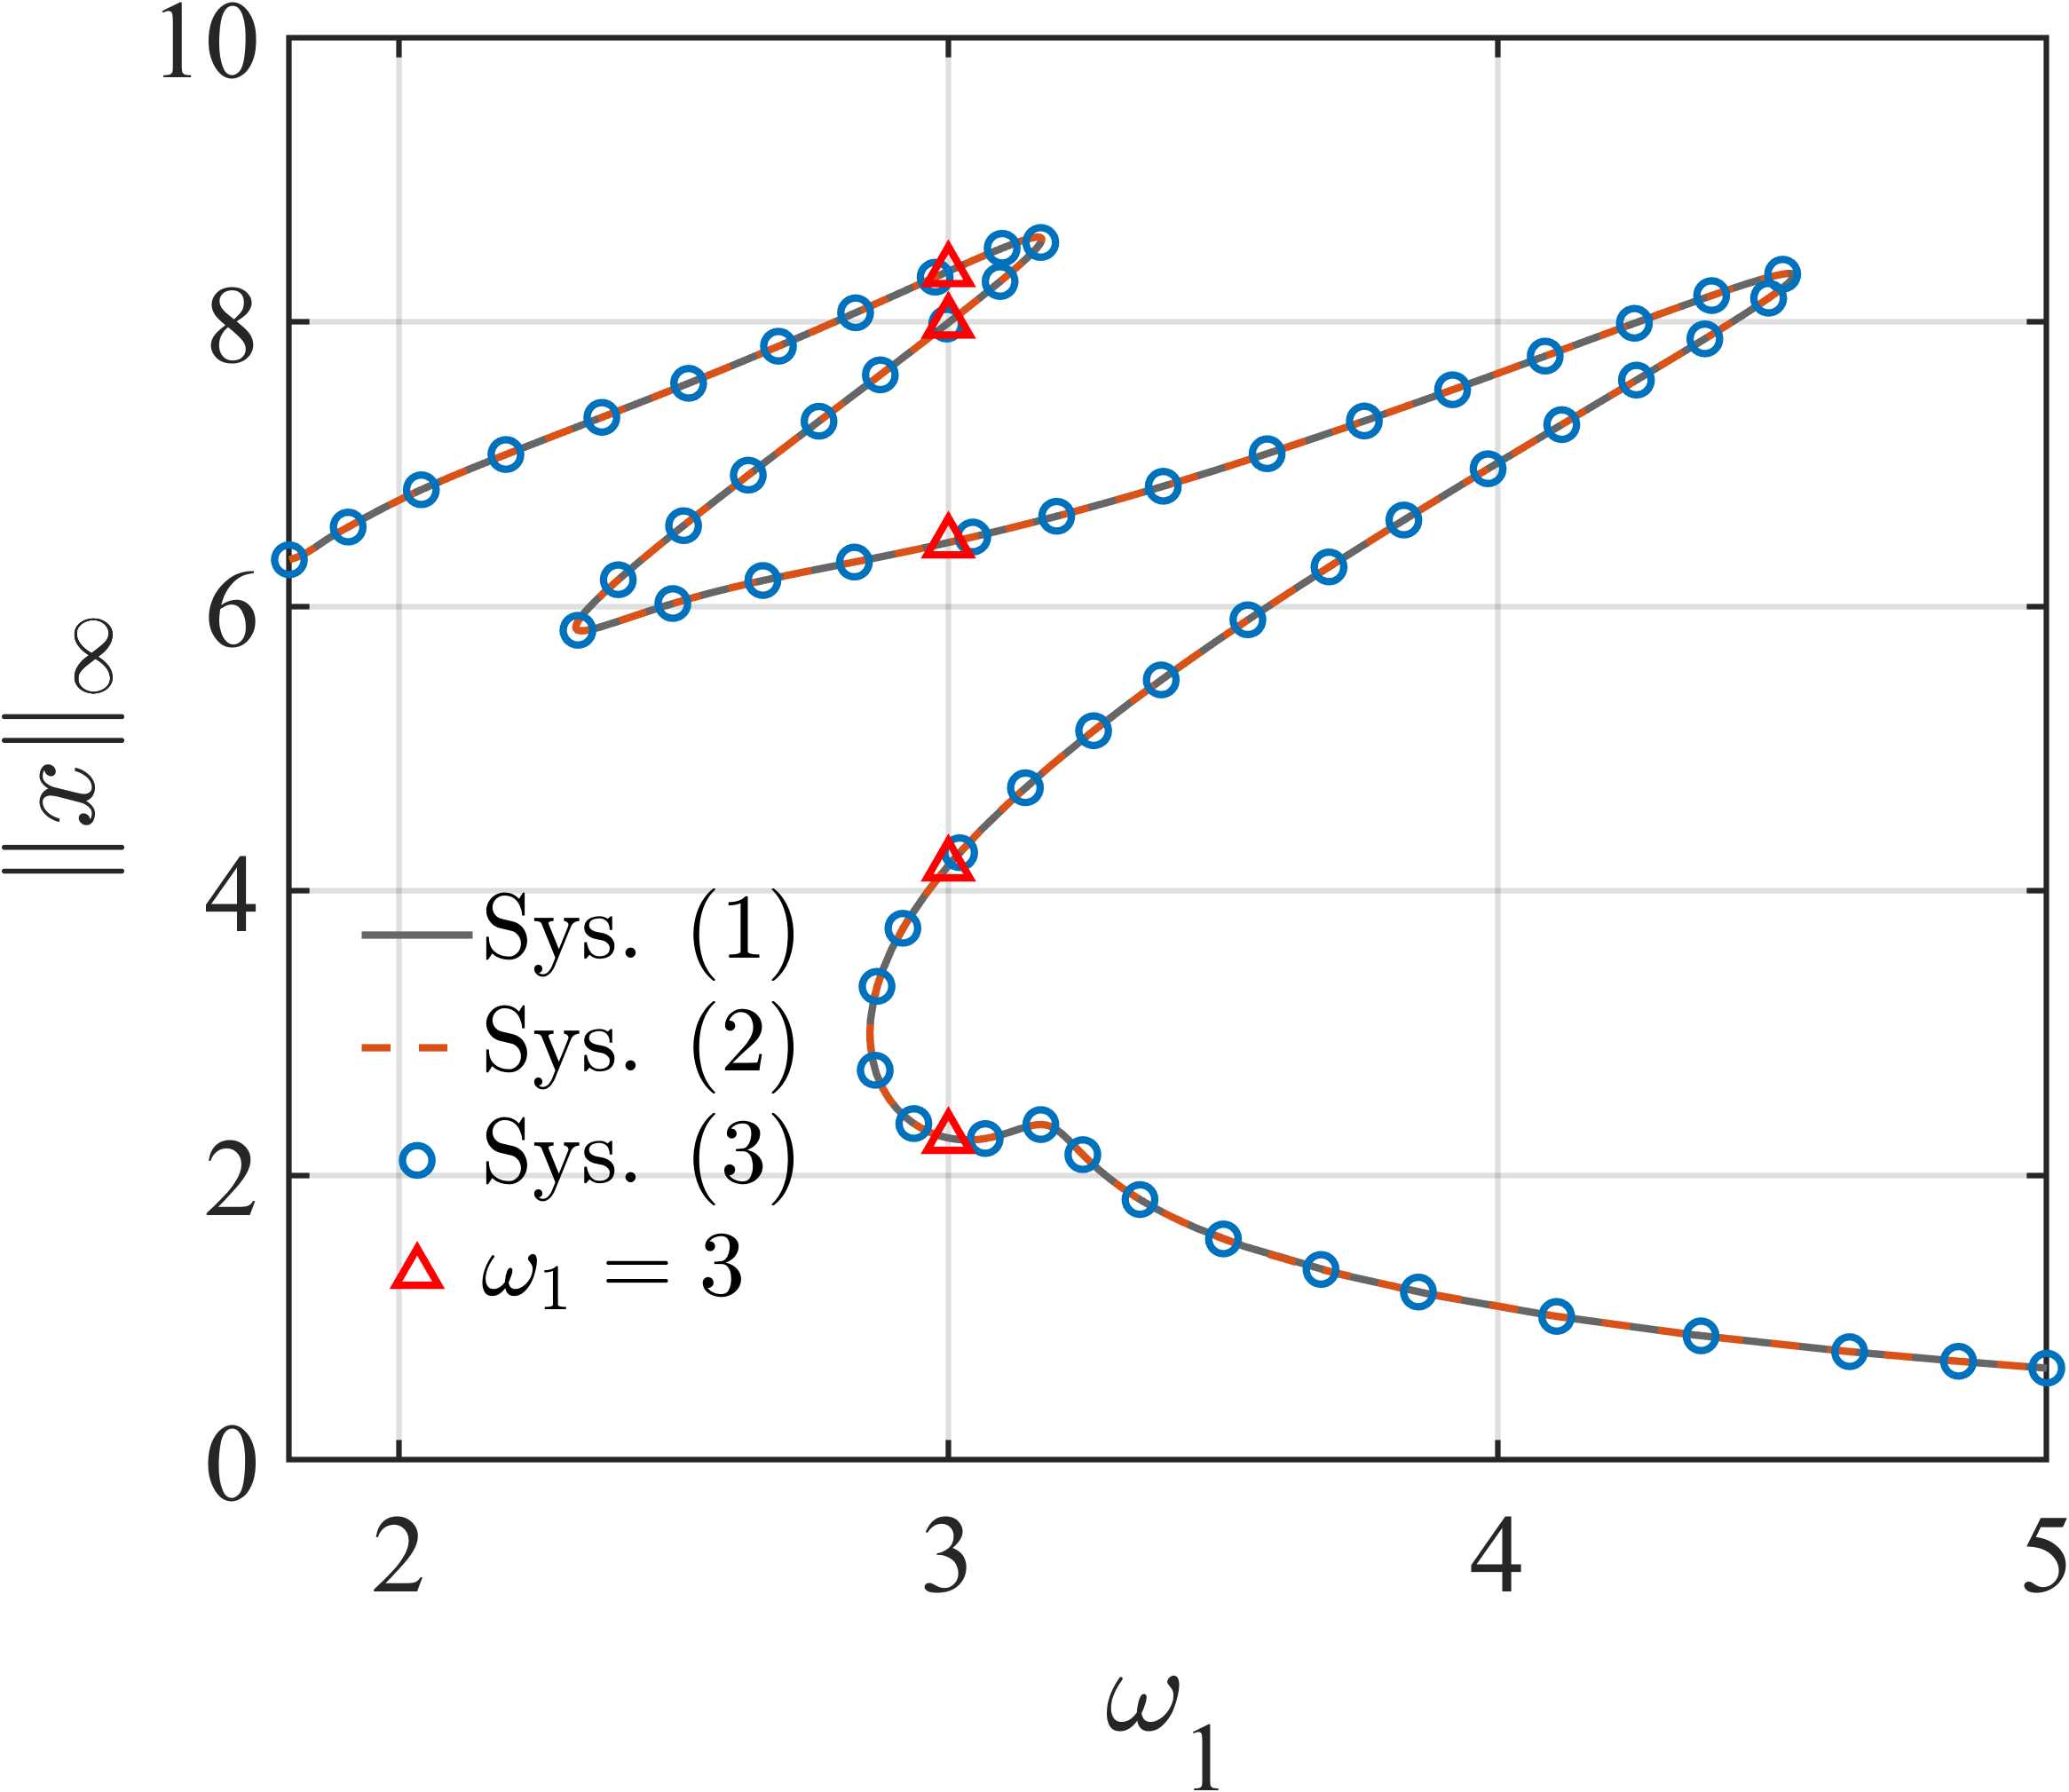 10
8
6
4
2
0
‖x‖∞
Sys. (1)
Sys. (2)
Sys. (3)
ω₁ = 3
2 3 4 5
ω₁